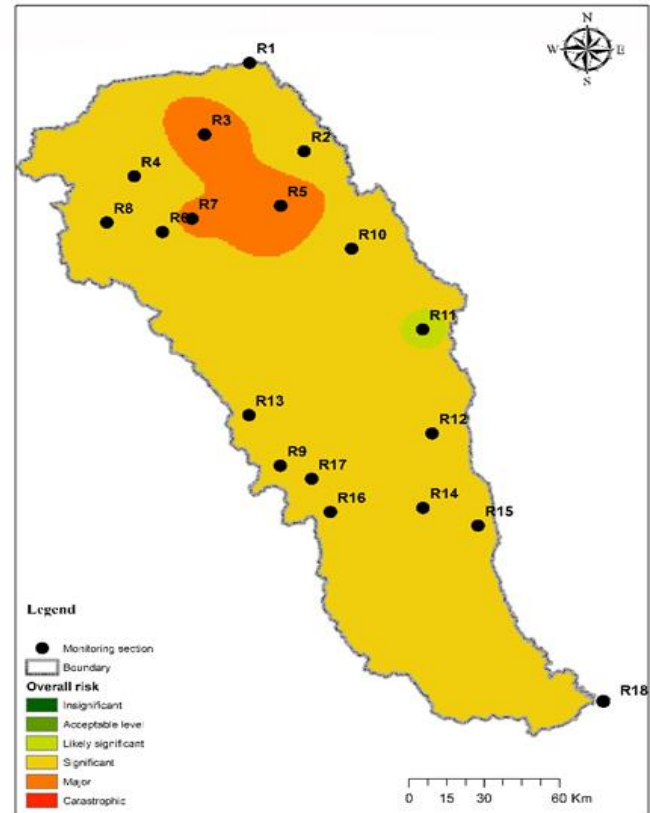 N
W E
S
R1
R3
R2
R4
R5
R7
R8
R6
R10
R11
R13
R12
R9
R17
R14
R16
R15
R18
Legend
Monitoring section
Boundary
Overall risk
Insignificant
Acceptable level
Likely significant
Significant
Major
Catastrophic
0 15 30 60 Km